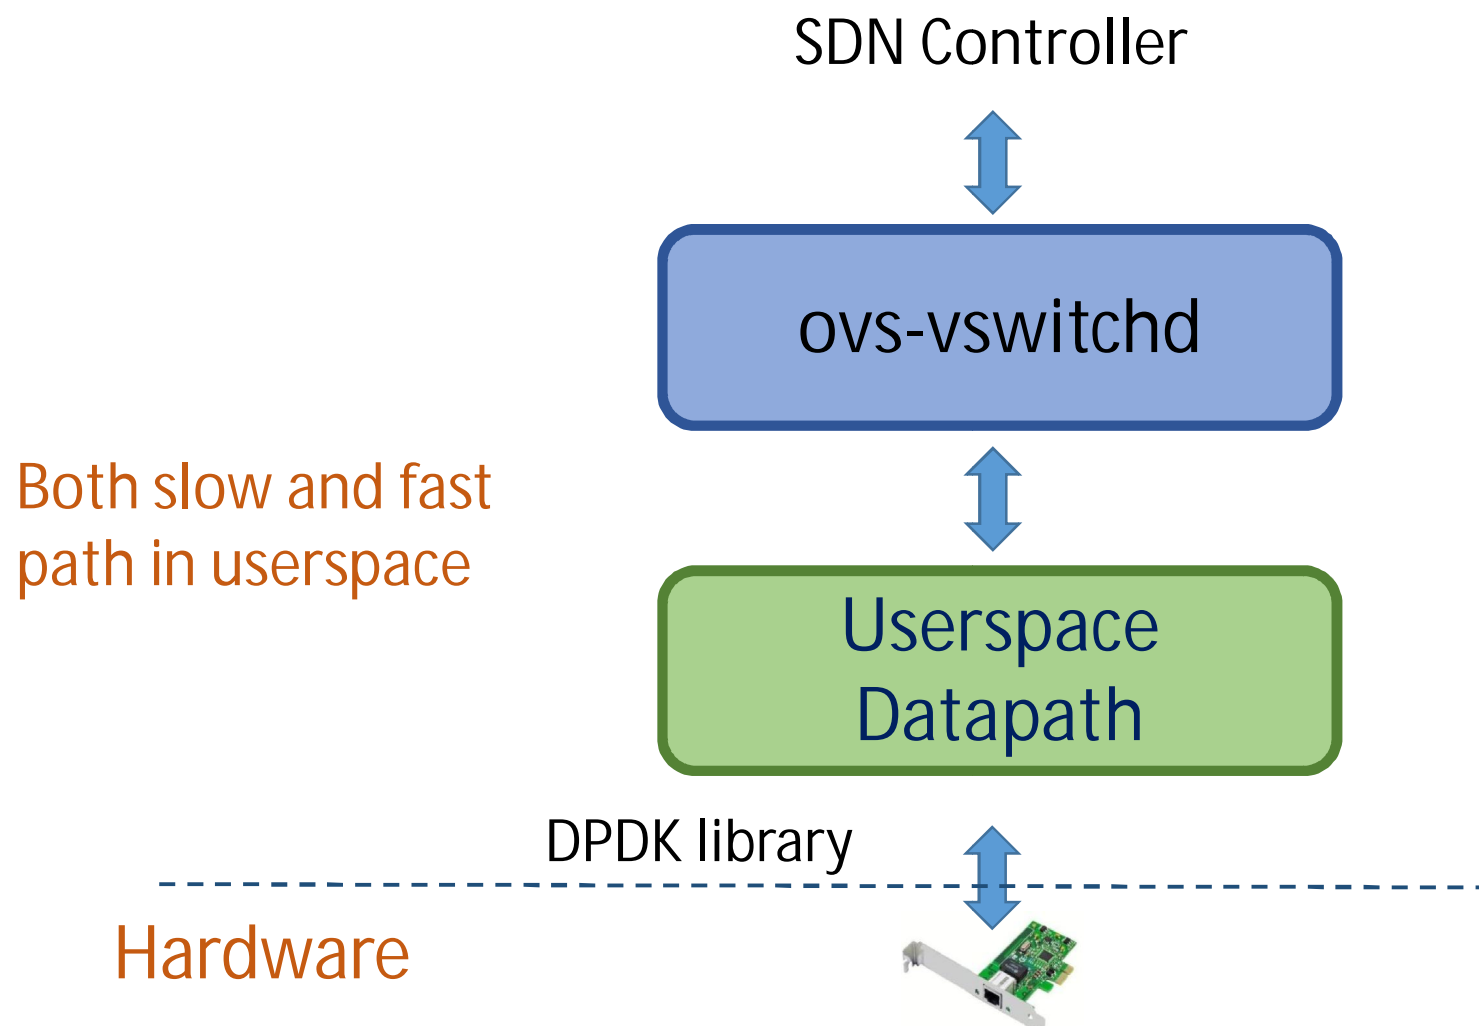 SDN Controller
ovs-vswitchd
Both slow and fast
path in userspace
Userspace
Datapath
DPDK library
Hardware